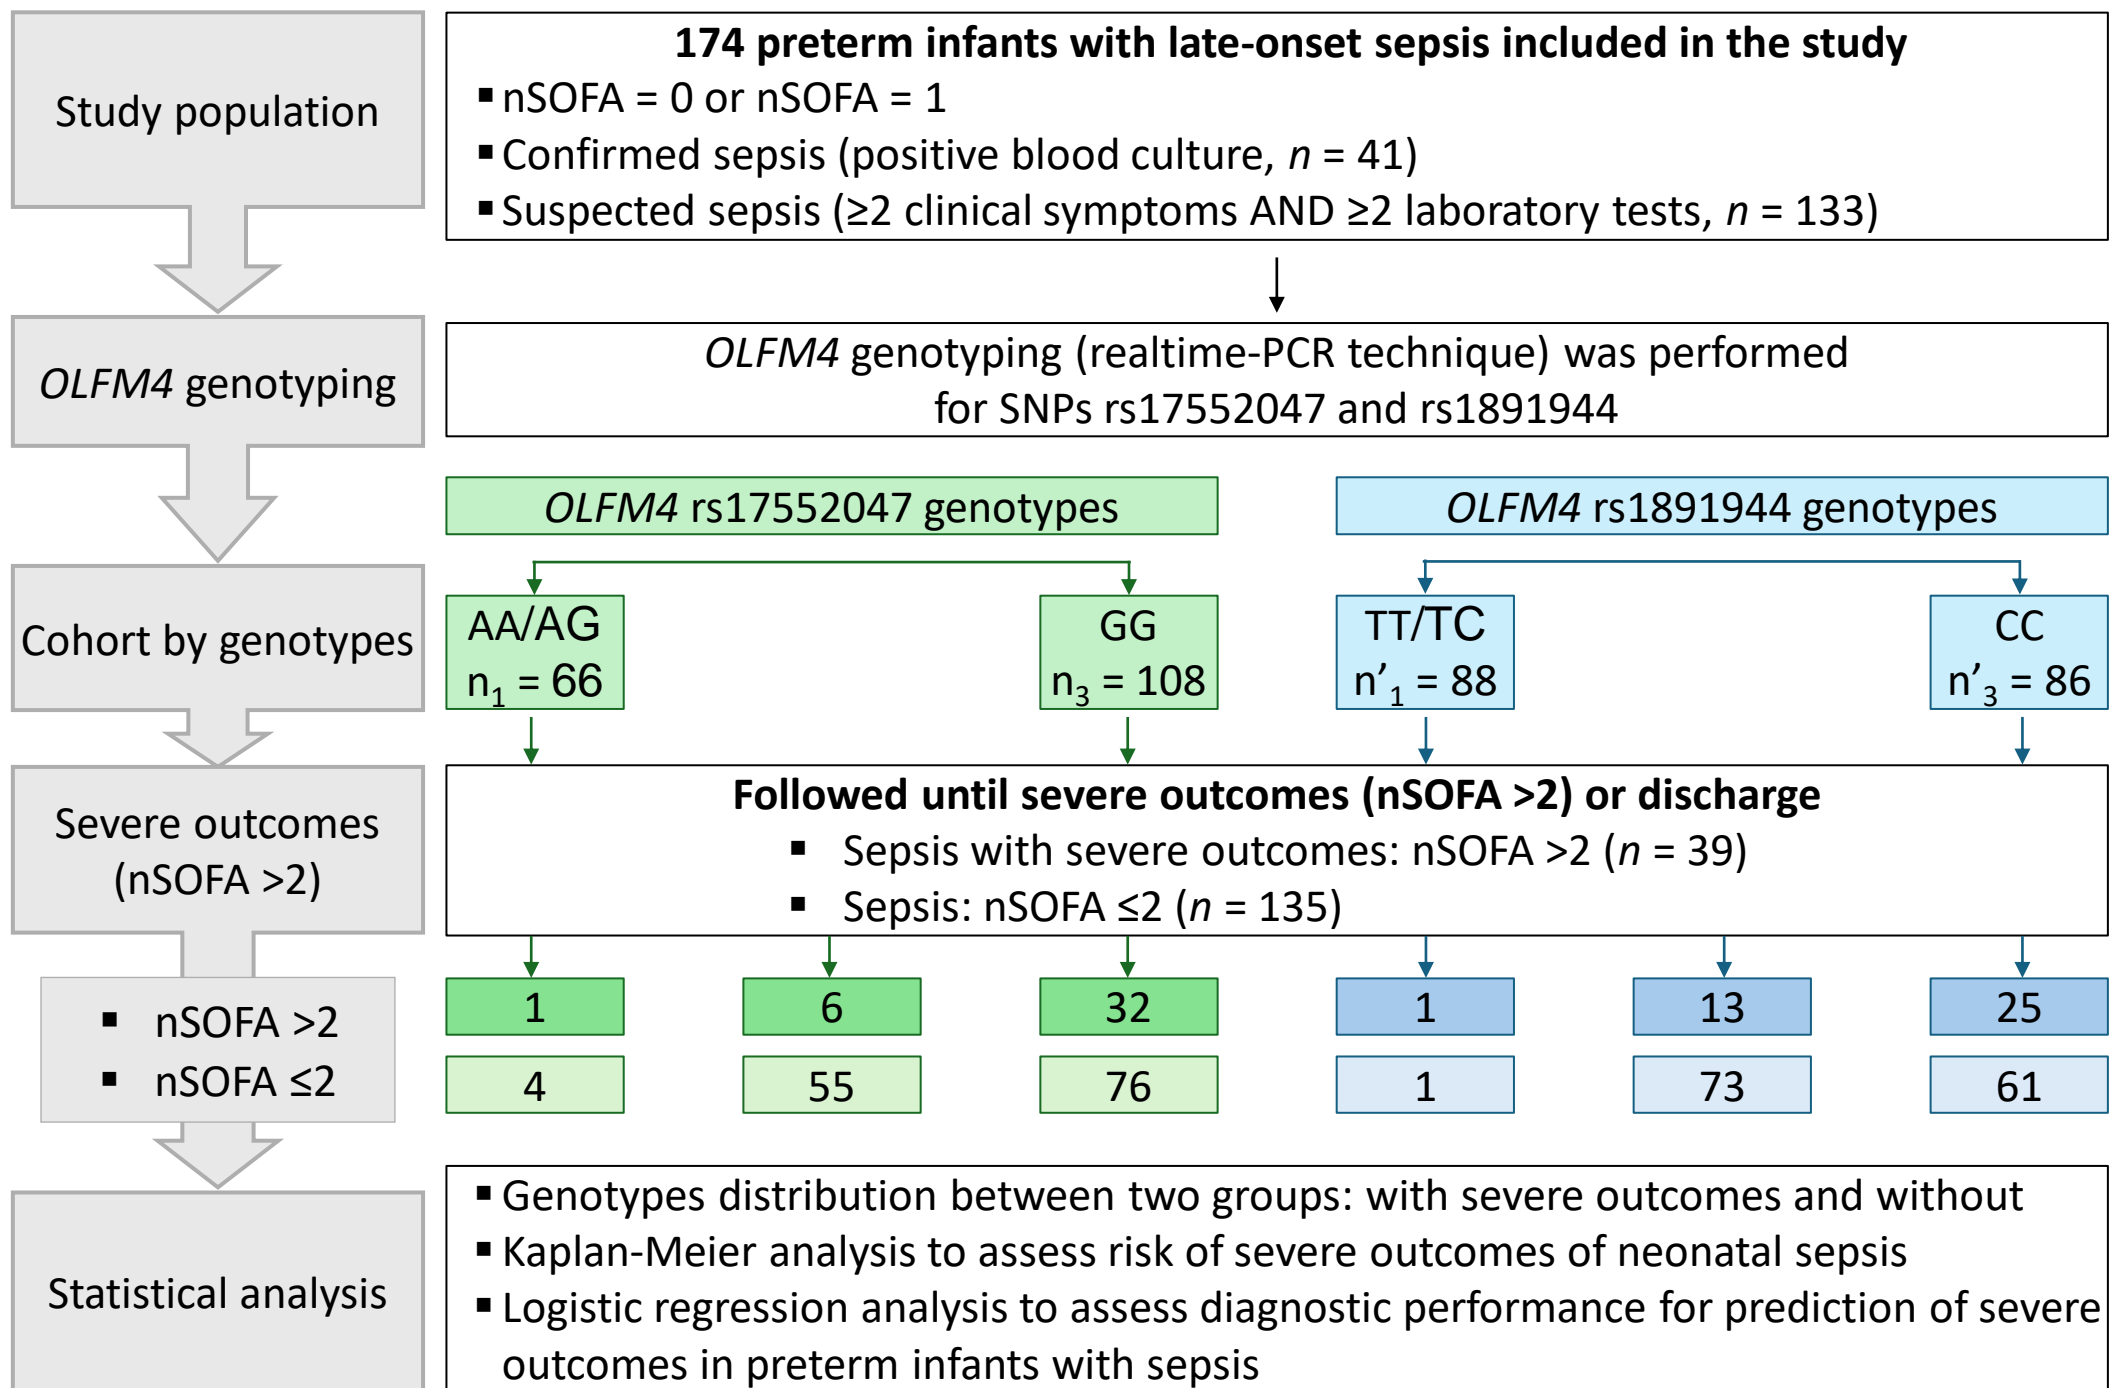 Study population
174 preterm infants with late-onset sepsis included in the study
▪ nSOFA = 0 or nSOFA = 1
▪ Confirmed sepsis (positive blood culture, n = 41)
▪ Suspected sepsis (≥2 clinical symptoms AND ≥2 laboratory tests, n = 133)
OLFM4 genotyping
OLFM4 genotyping (realtime-PCR technique) was performed
for SNPs rs17552047 and rs1891944
Cohort by genotypes
OLFM4 rs17552047 genotypes
OLFM4 rs1891944 genotypes
AA/AG
n₁ = 66
GG
n₃ = 108
TT/TC
n’₁ = 88
CC
n’₃ = 86
Severe outcomes
(nSOFA >2)
Followed until severe outcomes (nSOFA >2) or discharge
▪ Sepsis with severe outcomes: nSOFA >2 (n = 39)
▪ Sepsis: nSOFA ≤2 (n = 135)
▪ nSOFA >2
1
6
32
1
13
25
▪ nSOFA ≤2
4
55
76
1
73
61
Statistical analysis
▪ Genotypes distribution between two groups: with severe outcomes and without
▪ Kaplan-Meier analysis to assess risk of severe outcomes of neonatal sepsis
▪ Logistic regression analysis to assess diagnostic performance for prediction of severe
outcomes in preterm infants with sepsis